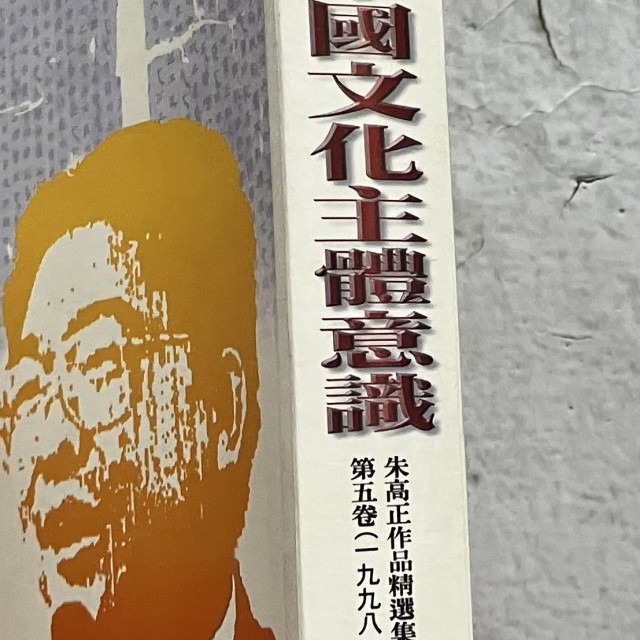 國文化主體意識
朱高正作品精選集
第五卷（一九九八